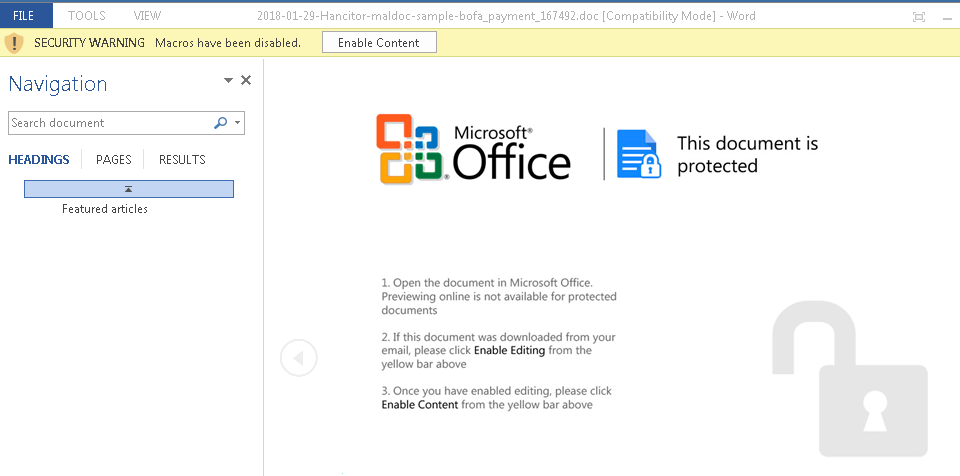 FILE TOOLS VIEW 2018-01-29-Hancitor-maldoc-sample-bofa_payment_167492.doc [Compatibility Mode] - Word
! SECURITY WARNING Macros have been disabled. Enable Content
Navigation
Search document
HEADINGS PAGES RESULTS
Featured articles
Microsoft®
Office®
This document is
protected
1. Open the document in Microsoft Office.
Previewing online is not available for protected
documents
2. If this document was downloaded from your
email, please click Enable Editing from the
yellow bar above
3. Once you have enabled editing, please click
Enable Content from the yellow bar above